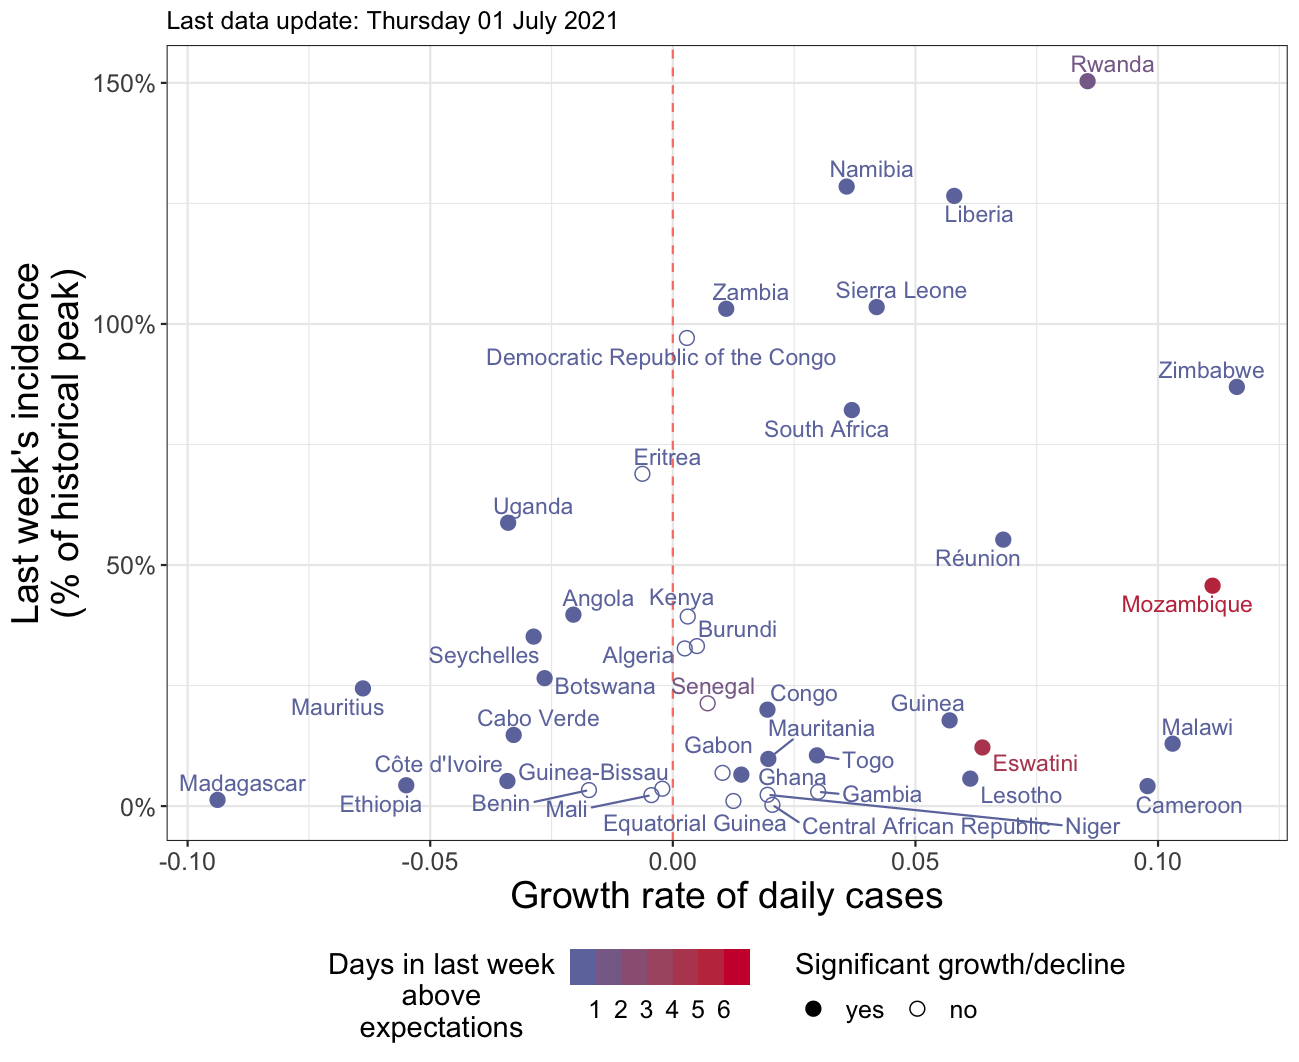 Last data update: Thursday 01 July 2021
Last week's incidence
(% of historical peak)
150%
100%
50%
0%
Rwanda
Namibia
Liberia
Zambia
Sierra Leone
Democratic Republic of the Congo
Zimbabwe
South Africa
Eritrea
Uganda
Réunion
Mozambique
Angola
Kenya
Burundi
Seychelles
Algeria
Botswana
Senegal
Mauritius
Congo
Guinea
Cabo Verde
Mauritania
Malawi
Gabon
Togo
Eswatini
Côte d'Ivoire
Guinea-Bissau
Ghana
Madagascar
Ethiopia
Benin
Mali
Gambia
Lesotho
Cameroon
Equatorial Guinea
Central African Republic
Niger
-0.10
-0.05
0.00
0.05
0.10
Growth rate of daily cases
Days in last week
above
expectations
1 2 3 4 5 6
Significant growth/decline
yes
no